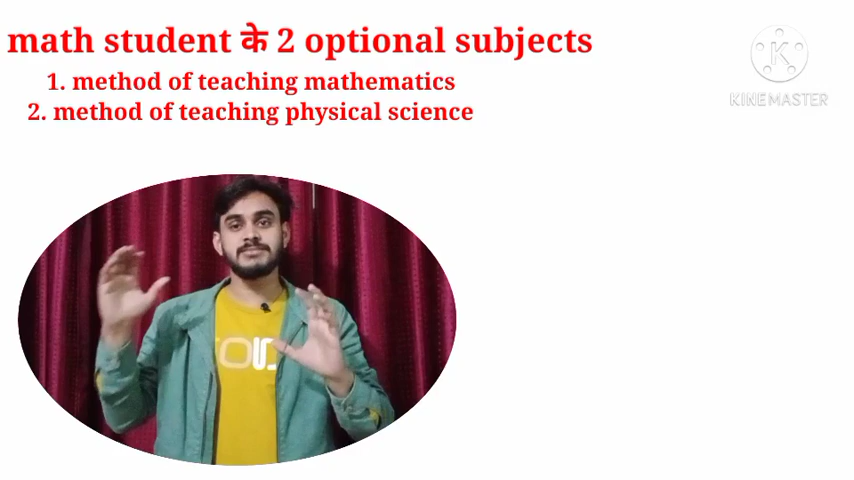 math student के 2 optional subjects
1. method of teaching mathematics
2. method of teaching physical science
K
KINEMASTER